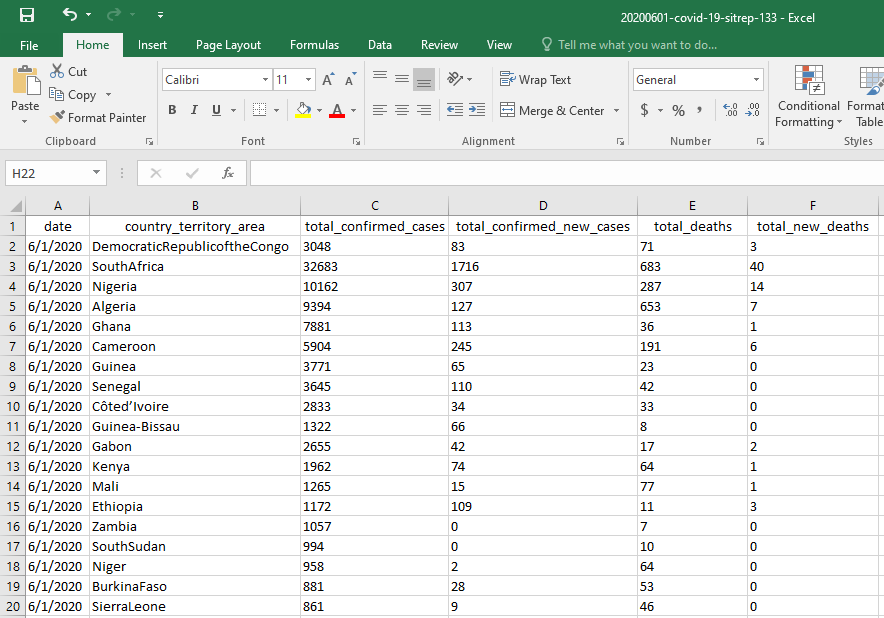 20200601-covid-19-sitrep-133 - Excel
File Home Insert Page Layout Formulas Data Review View Tell me what you want to do...
Cut
Copy
Format Painter
Paste
Clipboard
Calibri 11
B I U A
Font
Wrap Text
Merge & Center
Alignment
General
$ % ,
Number
Conditional Formatting
Format
Table
Styles
H22 fx
A B C D E F
1 date country_territory_area total_confirmed_cases total_confirmed_new_cases total_deaths total_new_deaths
2 6/1/2020 DemocraticRepublicoftheCongo 3048 83 71 3
3 6/1/2020 SouthAfrica 32683 1716 683 40
4 6/1/2020 Nigeria 10162 307 287 14
5 6/1/2020 Algeria 9394 127 653 7
6 6/1/2020 Ghana 7881 113 36 1
7 6/1/2020 Cameroon 5904 245 191 6
8 6/1/2020 Guinea 3771 65 23 0
9 6/1/2020 Senegal 3645 110 42 0
10 6/1/2020 Côted’Ivoire 2833 34 33 0
11 6/1/2020 Guinea-Bissau 1322 66 8 0
12 6/1/2020 Gabon 2655 42 17 2
13 6/1/2020 Kenya 1962 74 64 1
14 6/1/2020 Mali 1265 15 77 1
15 6/1/2020 Ethiopia 1172 109 11 3
16 6/1/2020 Zambia 1057 0 7 0
17 6/1/2020 SouthSudan 994 0 10 0
18 6/1/2020 Niger 958 2 64 0
19 6/1/2020 BurkinaFaso 881 28 53 0
20 6/1/2020 SierraLeone 861 9 46 0